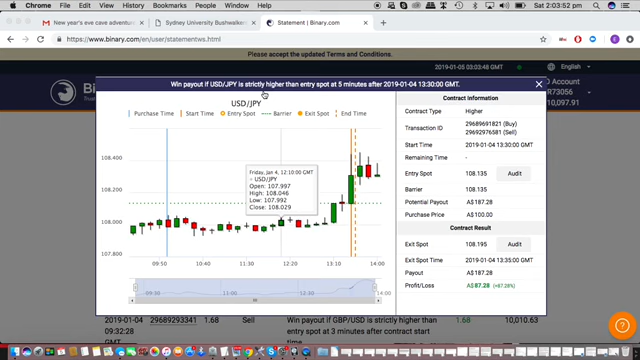 Chrome File Edit View History Bookmarks People Window Help
2:03:52 pm
New year's eve cave adventur
Sydney University Bushwalker
Statement | Binary.com
https://www.binary.com/en/user/statementws.html
Please accept the updated Terms and Conditions.
2019-01-05 03:03:48 GMT
English
Account
R73056
10,097.91
Win payout if USD/JPY is strictly higher than entry spot at 5 minutes after 2019-01-04 13:30:00 GMT.
USD/JPY
Purchase Time Start Time Entry Spot Barrier Exit Spot End Time
108.400
108.200
108.000
107.800
Friday, Jan 4, 12:10:00 GMT
USD/JPY
Open: 107.997
High: 108.046
Low: 107.992
Close: 108.029
09:50 10:40 11:30 12:20 13:10 14:00
09:30 11:00 12:30 14:00
Contract Information
Contract Type Higher
Transaction ID 29689691821 (Buy)
29692976581 (Sell)
Start Time 2019-01-04 13:30:00 GMT
Remaining Time -
Entry Spot 108.135 Audit
Barrier 108.135
Potential Payout A$187.28
Purchase Price A$100.00
Contract Result
Exit Spot 108.195 Audit
Exit Spot Time 2019-01-04 13:35:00 GMT
Payout A$187.28
Profit/Loss A$87.28 (+87.28%)
2019-01-04
09:32:28
GMT
29689293341 1.68 Sell
Win payout if GBP/USD is strictly higher than
entry spot at 3 minutes after contract start
time.
1.68 10,010.63